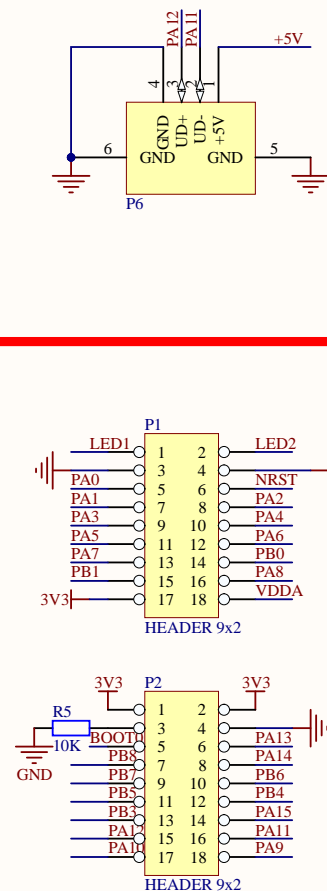 PA12 PA11 +5V
4 3 2 1
GND UD+ UD- +5V
6 GND GND 5
P6
P1
LED1 1 2 LED2
3 4
PA0 5 6 NRST
PA1 7 8 PA2
PA3 9 10 PA4
PA5 11 12 PA6
PA7 13 14 PB0
PB1 15 16 PA8
3V3 17 18 VDDA
HEADER 9x2
3V3 P2 3V3
1 2
R5 3 4
10K BOOT0 5 6 PA13
GND PB8 7 8 PA14
PB7 9 10 PB6
PB5 11 12 PB4
PB3 13 14 PA15
PA12 15 16 PA11
PA10 17 18 PA9
HEADER 9x2